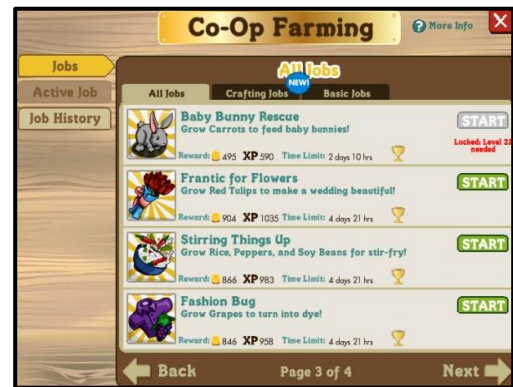 Co-Op Farming
More Info
Jobs
Active Job
Job History
All Jobs
NEW!
All Jobs
Crafting Jobs
Basic Jobs
Baby Bunny Rescue
Grow Carrots to feed baby bunnies!
Reward: 495 XP 590 Time Limit: 2 days 10 hrs
START
Locked: Level 22 needed
Frantic for Flowers
Grow Red Tulips to make a wedding beautiful!
Reward: 904 XP 1035 Time Limit: 4 days 21 hrs
START
Stirring Things Up
Grow Rice, Peppers, and Soy Beans for stir-fry!
Reward: 866 XP 983 Time Limit: 4 days 21 hrs
START
Fashion Bug
Grow Grapes to turn into dye!
Reward: 846 XP 958 Time Limit: 4 days 21 hrs
START
Back
Page 3 of 4
Next